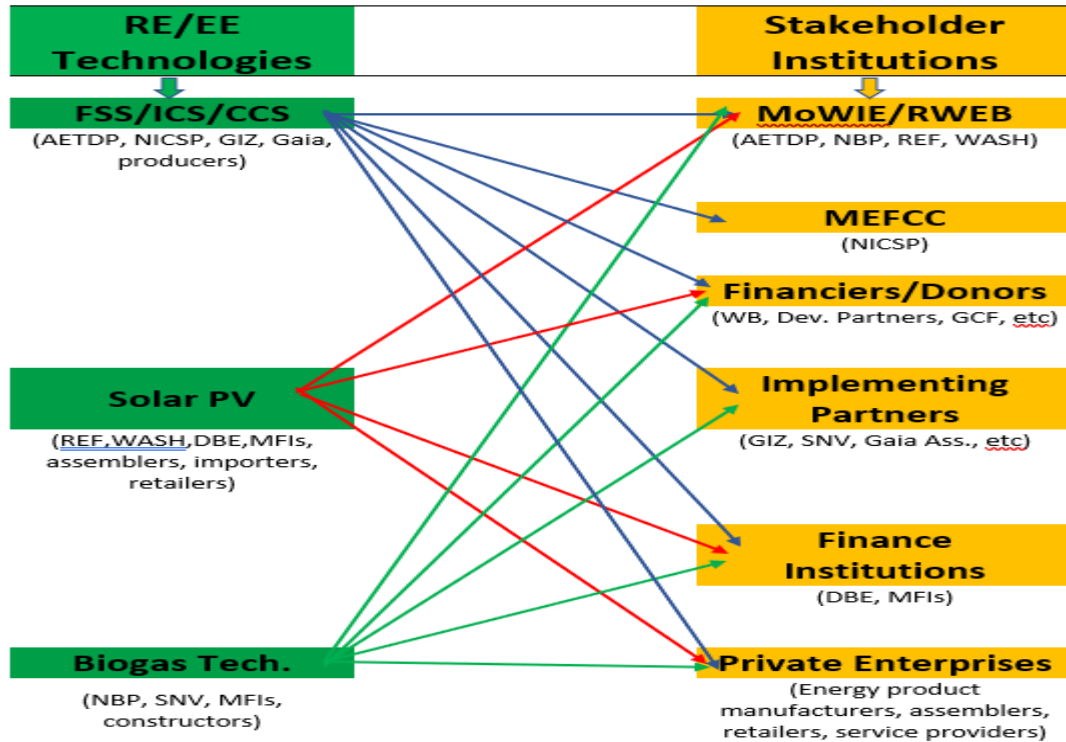 RE/EE
Technologies
Stakeholder
Institutions
FSS/ICS/CCS
(AETDP, NICSP, GIZ, Gaia,
producers)
MoWIE/RWEB
(AETDP, NBP, REF, WASH)
MEFCC
(NICSP)
Financiers/Donors
(WB, Dev. Partners, GCF, etc)
Solar PV
(REF,WASH,DBE,MFIs,
assemblers, importers,
retailers)
Implementing
Partners
(GIZ, SNV, Gaia Ass., etc)
Finance
Institutions
(DBE, MFIs)
Biogas Tech.
(NBP, SNV, MFIs,
constructors)
Private Enterprises
(Energy product
manufacturers, assemblers,
retailers, service providers)